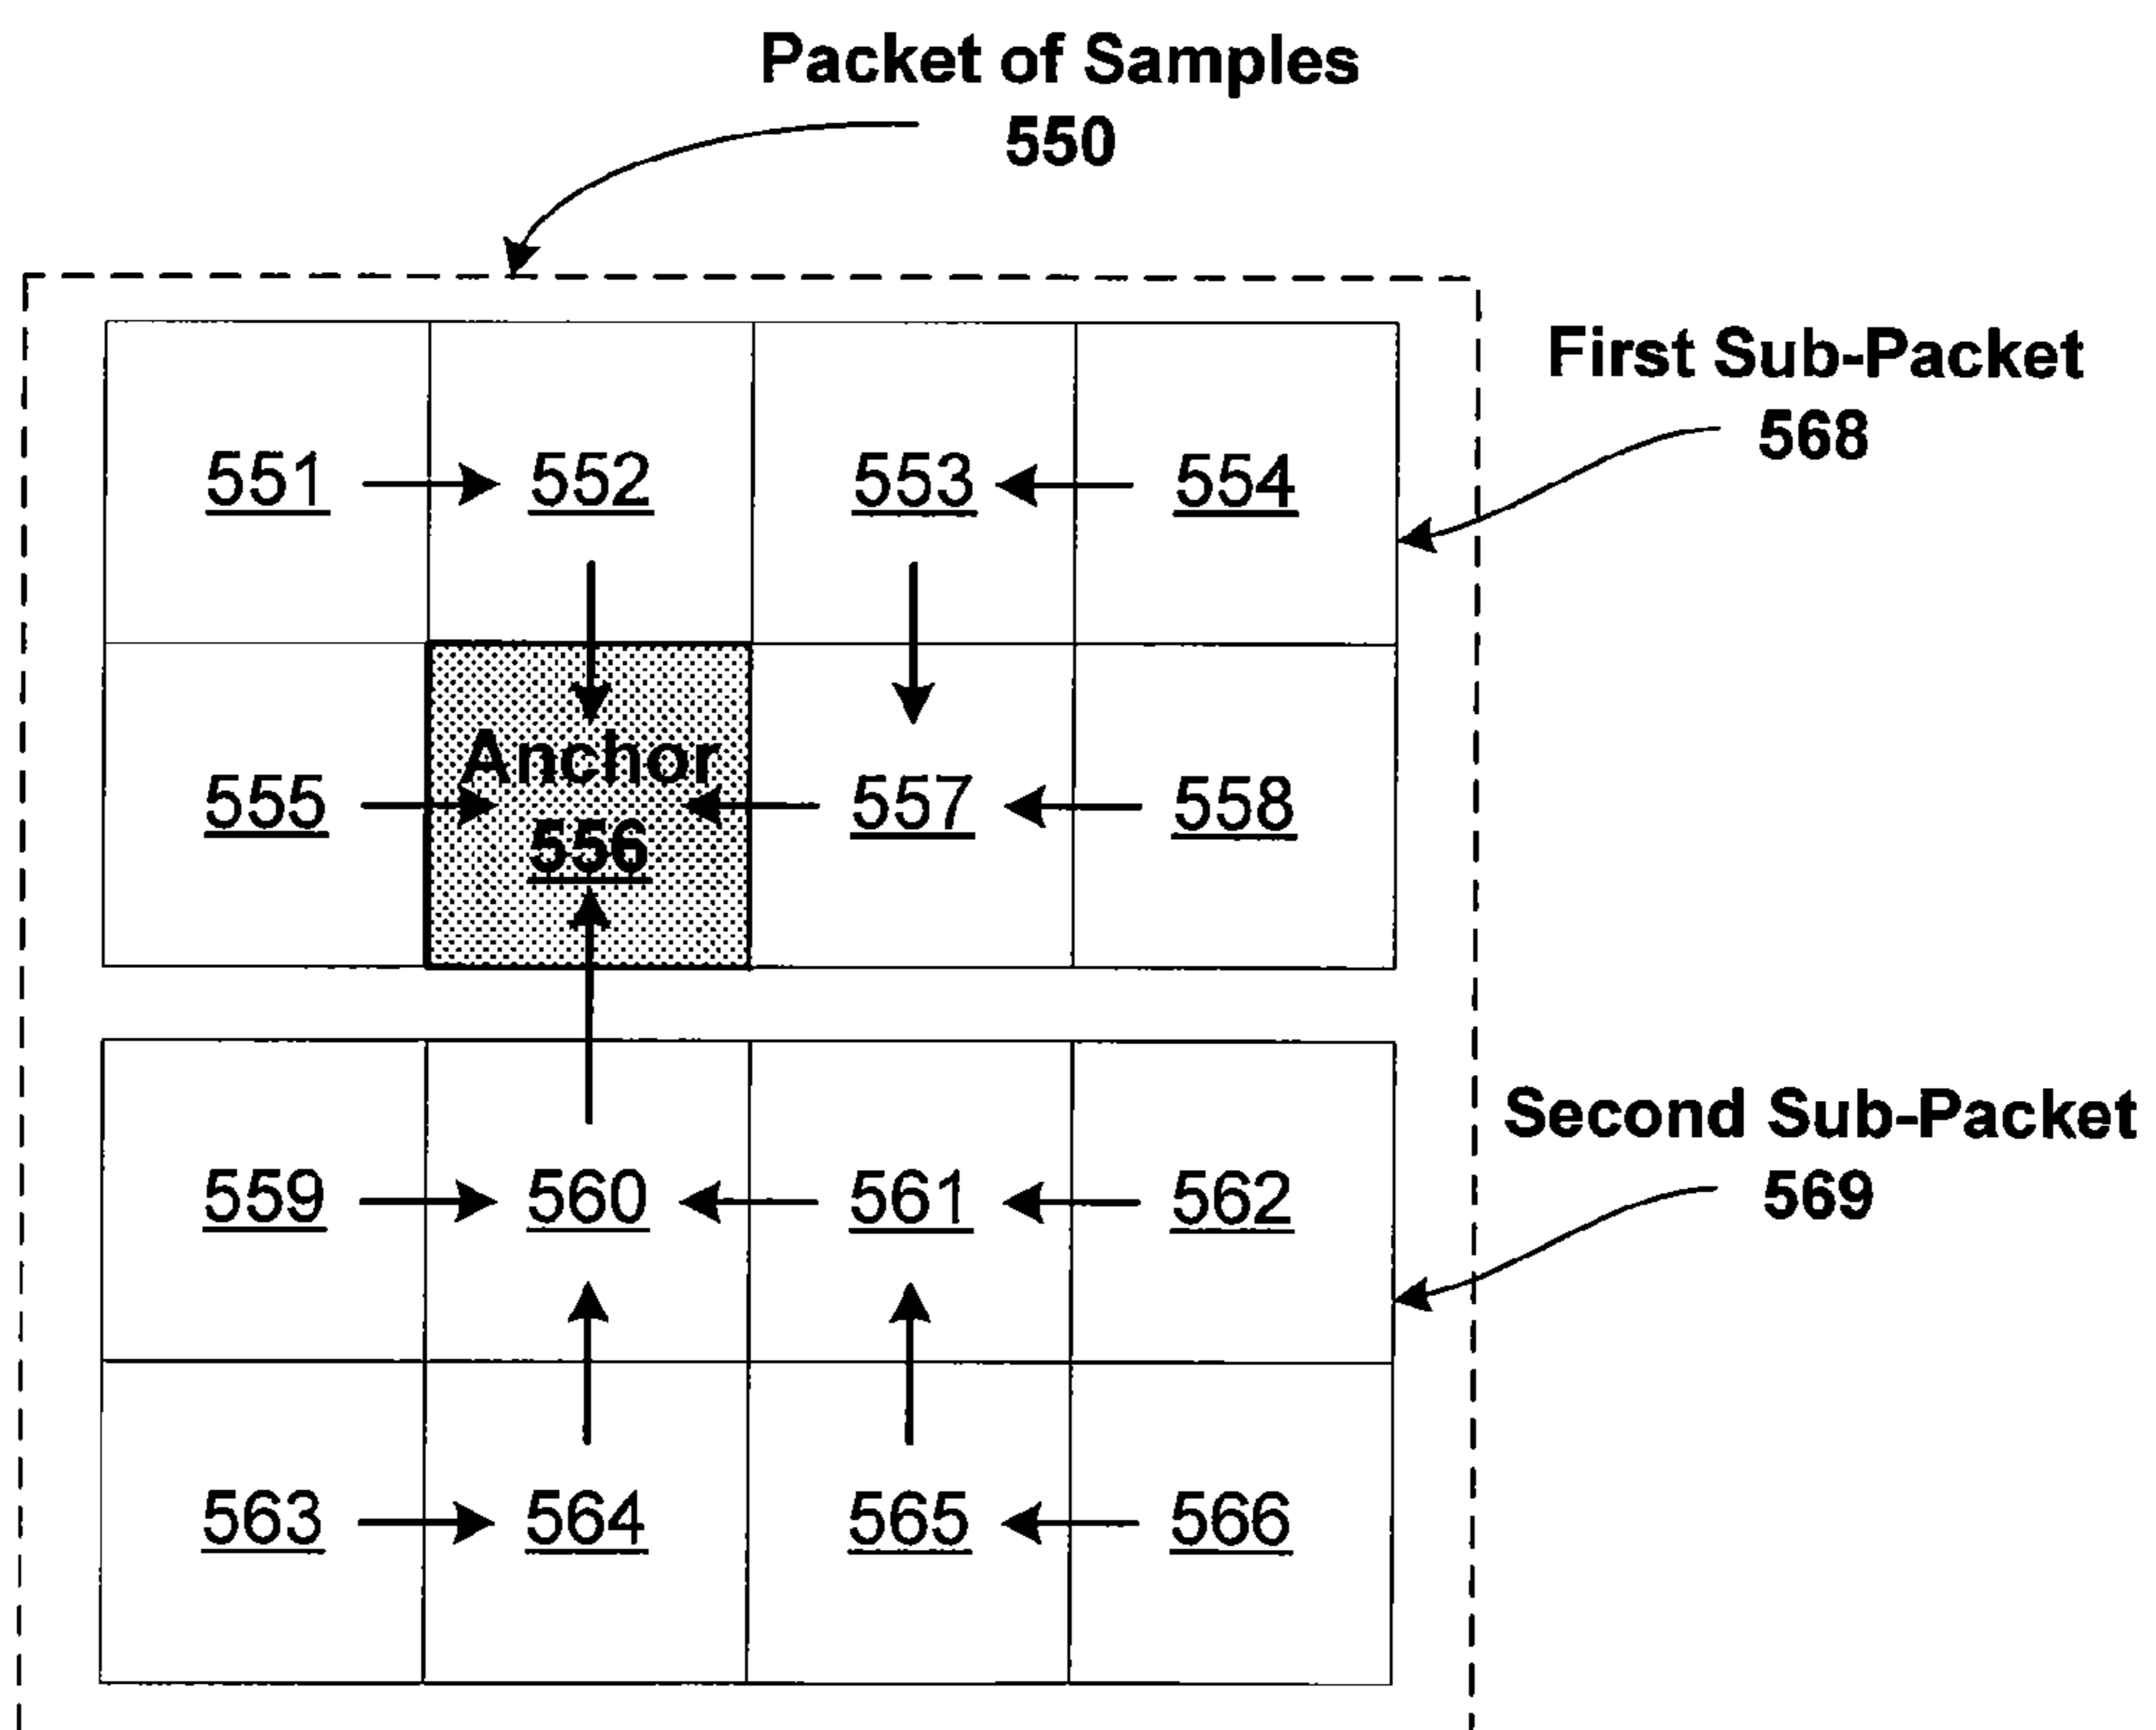 Packet of Samples
550
First Sub-Packet
568
551 552 553 554
Anchor
555 556 557 558
Second Sub-Packet
569
559 560 561 562
563 564 565 566